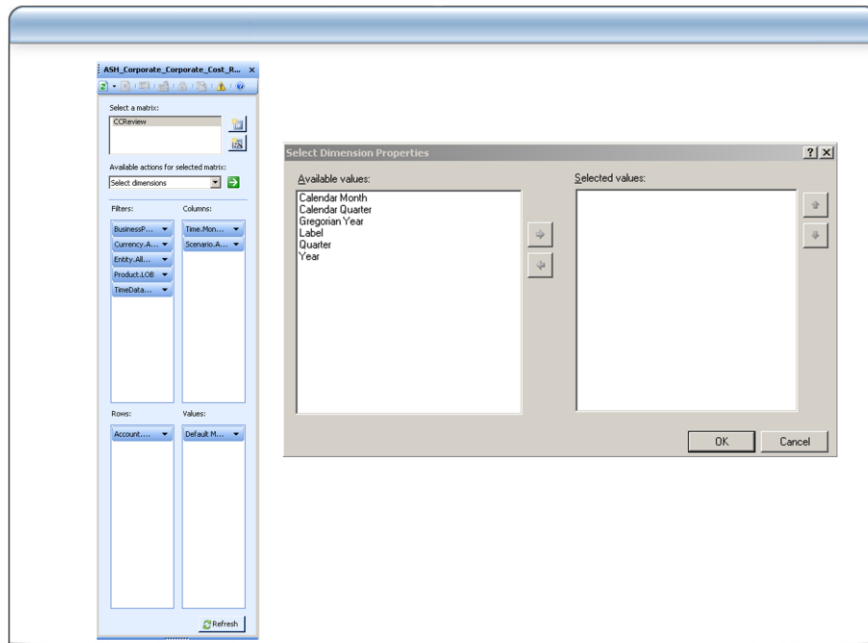 ASH_Corporate_Corporate_Cost_R...
Select a matrix:
CCReview
Available actions for selected matrix:
Select dimensions
Filters: Columns:
BusinessP... Time.Mon...
Currency.A... Scenario.A...
Entity.All...
Product.LOB
TimeData...
Rows: Values:
Account.... Default M...
Refresh
Select Dimension Properties
Available values: Selected values:
Calendar Month
Calendar Quarter
Gregorian Year
Label
Quarter
Year
OK Cancel